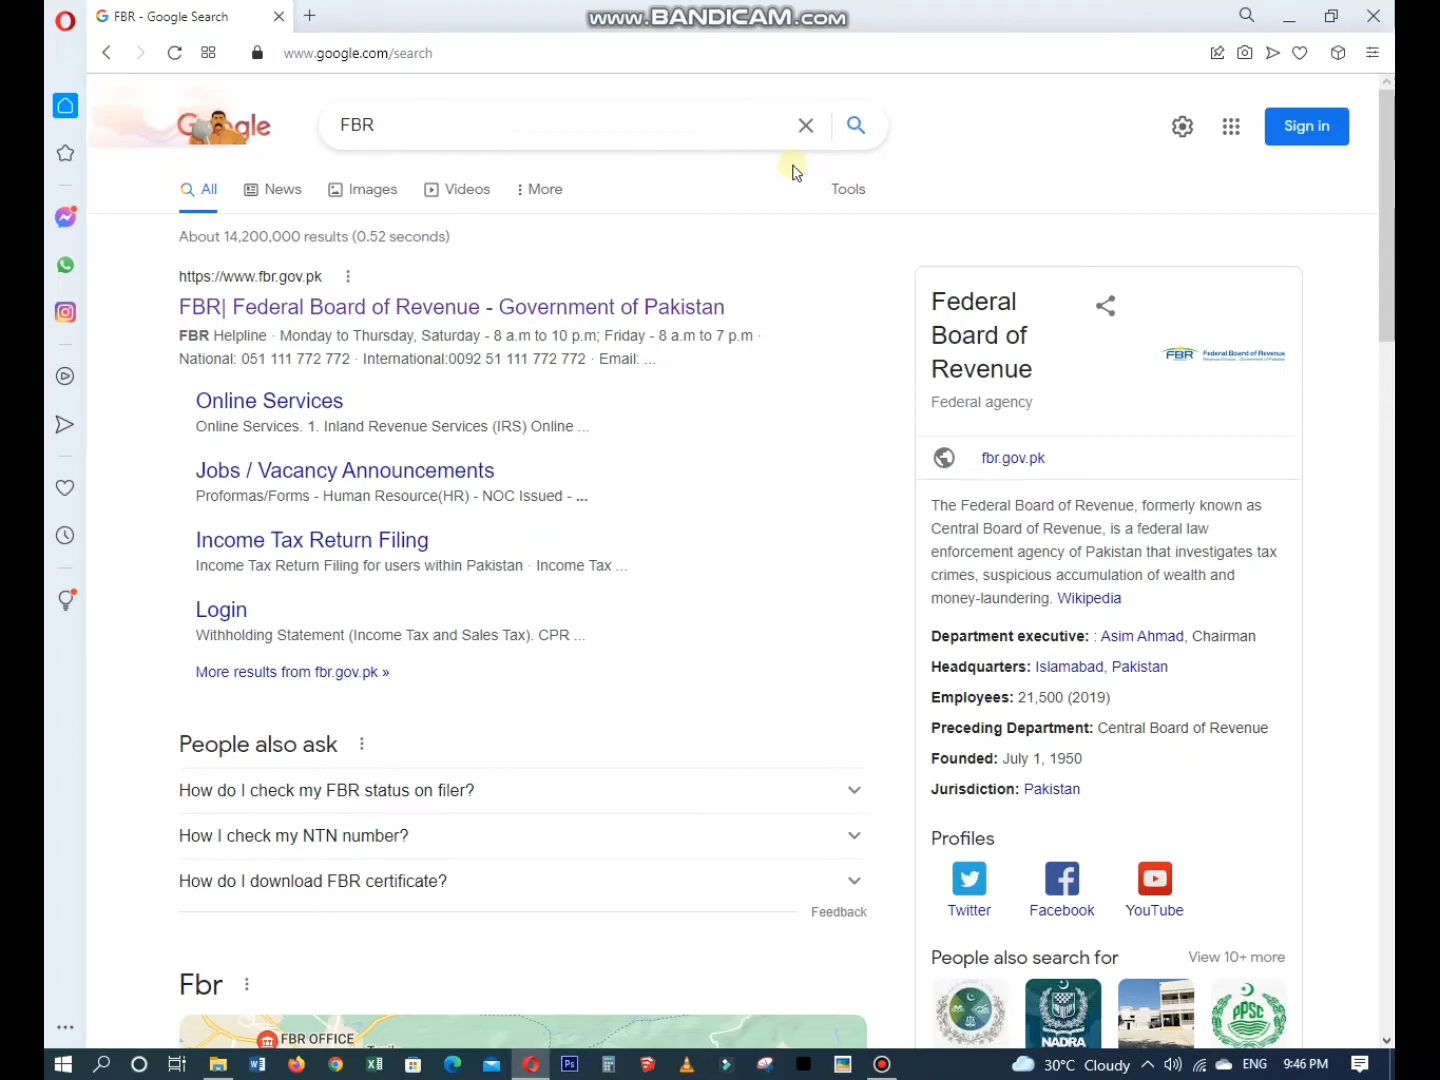 FBR - Google Search
www.BANDICAM.com
www.google.com/search
Google
FBR
Sign in
All
News
Images
Videos
More
Tools
About 14,200,000 results (0.52 seconds)
https://www.fbr.gov.pk
FBR| Federal Board of Revenue - Government of Pakistan
FBR Helpline · Monday to Thursday, Saturday - 8 a.m to 10 p.m; Friday - 8 a.m to 7 p.m ·
National: 051 111 772 772 · International:0092 51 111 772 772 · Email: ...
Online Services
Online Services. 1. Inland Revenue Services (IRS) Online ...
Jobs / Vacancy Announcements
Proformas/Forms - Human Resource(HR) - NOC Issued - ...
Income Tax Return Filing
Income Tax Return Filing for users within Pakistan · Income Tax ...
Login
Withholding Statement (Income Tax and Sales Tax). CPR ...
More results from fbr.gov.pk »
People also ask
How do I check my FBR status on filer?
How I check my NTN number?
How do I download FBR certificate?
Feedback
Fbr
FBR OFFICE
Federal
Board of
Revenue
Federal agency
FBR Federal Board of Revenue
fbr.gov.pk
The Federal Board of Revenue, formerly known as
Central Board of Revenue, is a federal law
enforcement agency of Pakistan that investigates tax
crimes, suspicious accumulation of wealth and
money-laundering. Wikipedia
Department executive: : Asim Ahmad, Chairman
Headquarters: Islamabad, Pakistan
Employees: 21,500 (2019)
Preceding Department: Central Board of Revenue
Founded: July 1, 1950
Jurisdiction: Pakistan
Profiles
Twitter
Facebook
YouTube
People also search for
View 10+ more
NADRA
PPSC
30°C Cloudy
ENG
9:46 PM